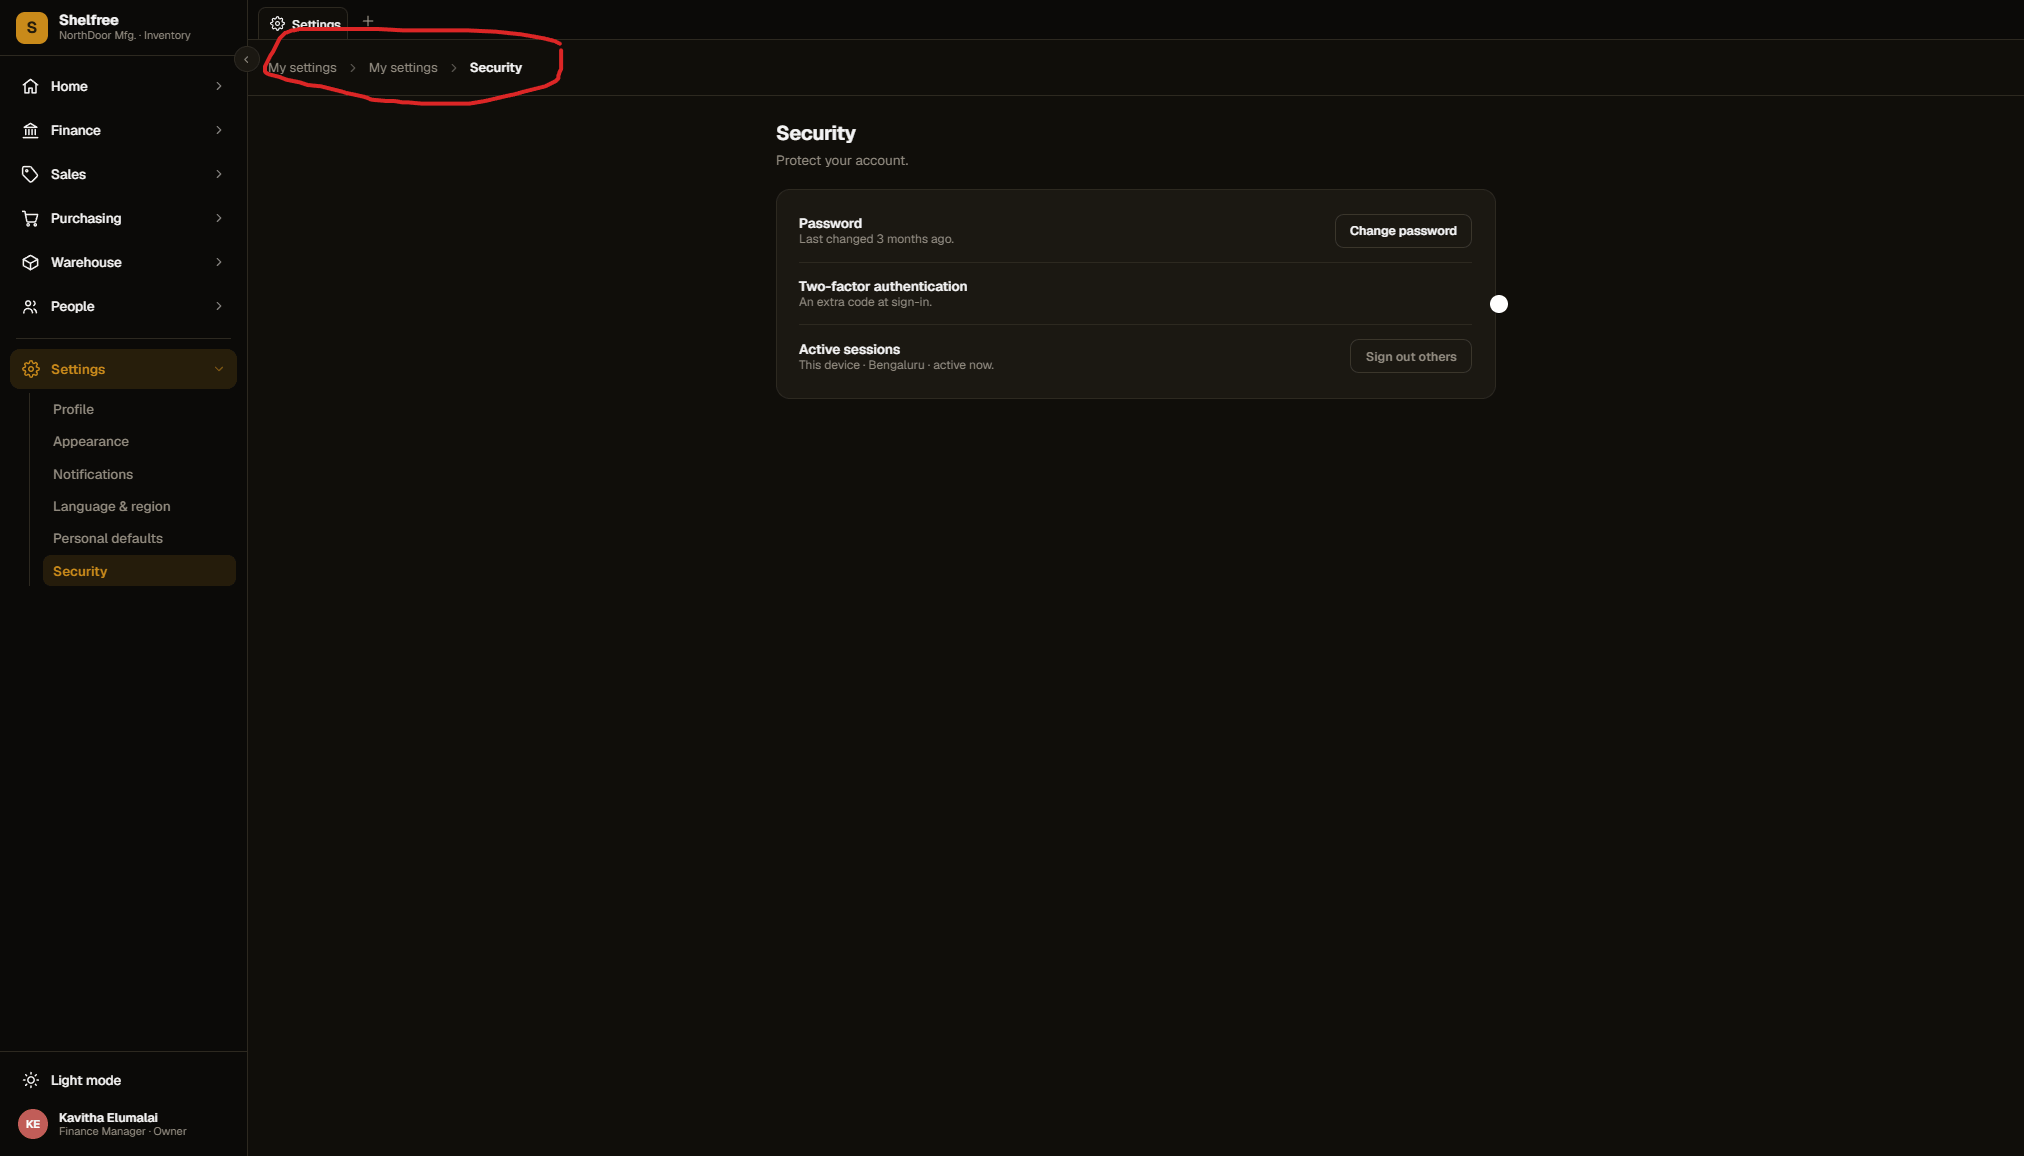 S
Shelfree
NorthDoor Mfg. · Inventory
Home
Finance
Sales
Purchasing
Warehouse
People
Settings
Profile
Appearance
Notifications
Language & region
Personal defaults
Security
Light mode
KE
Kavitha Elumalai
Finance Manager · Owner
Settings
My settings > My settings > Security
Security
Protect your account.
Password
Last changed 3 months ago.
Change password
Two-factor authentication
An extra code at sign-in.
Active sessions
This device · Bengaluru · active now.
Sign out others